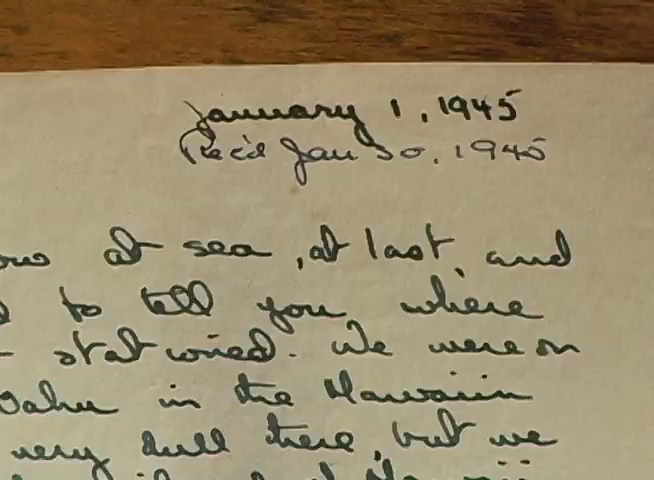 January 1, 1945
Rec'd Jan 30, 1945
at sea, at last, and
to tell you where
stationed. We were on
Oahu in the Hawaiin
very dull there, but we